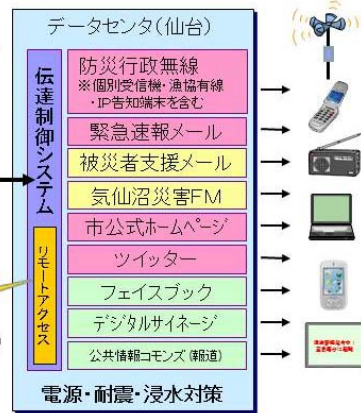 データセンタ(仙台)
伝達制御システム
リモートアクセス
防災行政無線
※個別受信機・漁協有線
・IP告知端末を含む
緊急速報メール
被災者支援メール
気仙沼災害FM
市公式ホームページ
ツイッター
フェイスブック
デジタルサイネージ
公共情報コモンズ(報道)
電源・耐震・浸水対策